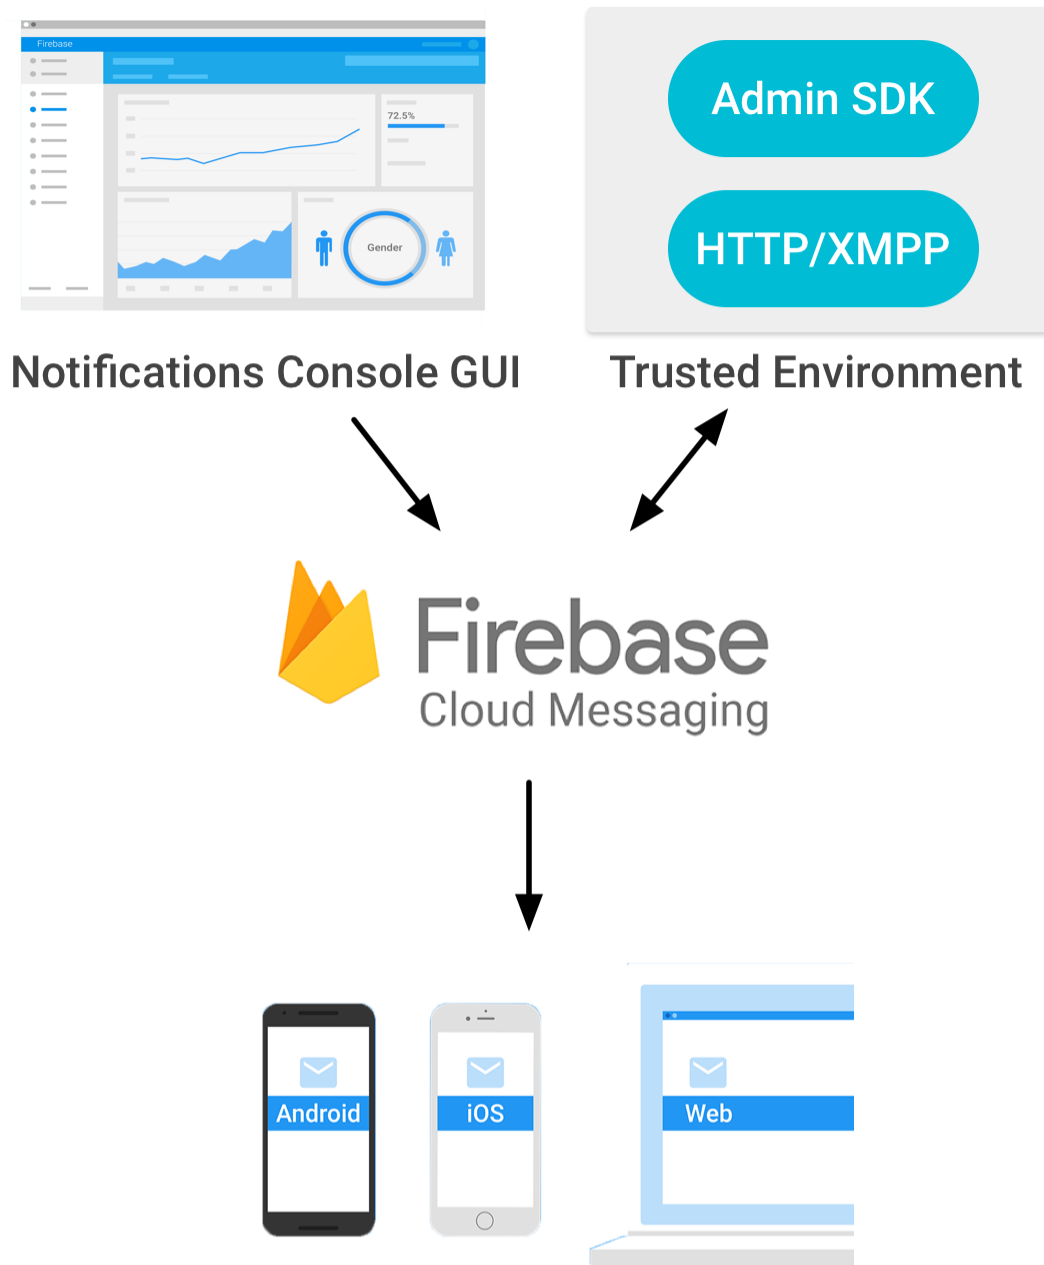 Firebase
72.5%
Gender
Admin SDK
HTTP/XMPP
Notifications Console GUI
Trusted Environment
Firebase
Cloud Messaging
Android
iOS
Web